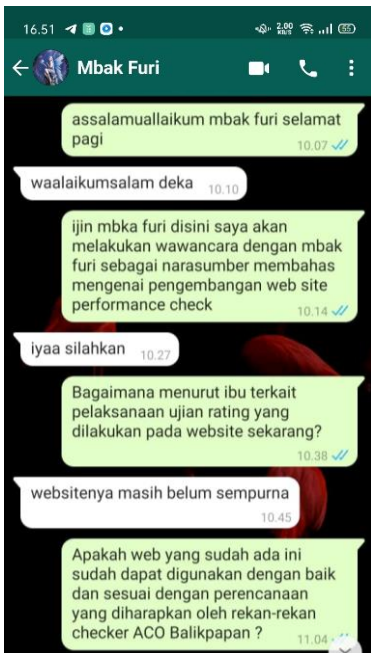 16.51
2.00
KB/S
55
Mbak Furi
assalamuallaikum mbak furi selamat
pagi
10.07
waalaikumsalam deka
10.10
ijin mbka furi disini saya akan
melakukan wawancara dengan mbak
furi sebagai narasumber membahas
mengenai pengembangan web site
performance check
10.14
iyaa silahkan
10.27
Bagaimana menurut ibu terkait
pelaksanaan ujian rating yang
dilakukan pada website sekarang?
10.38
websitenya masih belum sempurna
10.45
Apakah web yang sudah ada ini
sudah dapat digunakan dengan baik
dan sesuai dengan perencanaan
yang diharapkan oleh rekan-rekan
checker ACO Balikpapan ?
11.04